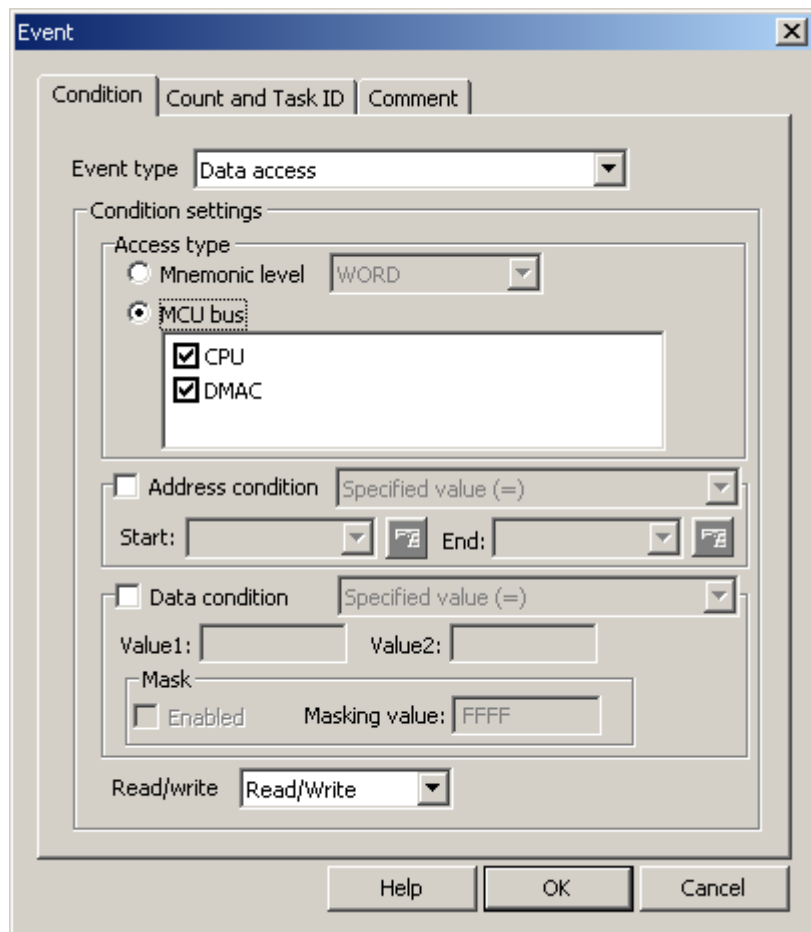 Event
Condition Count and Task ID Comment
Event type Data access
Condition settings
Access type
Mnemonic level WORD
MCU bus
CPU
DMAC
Address condition Specified value (=)
Start: End:
Data condition Specified value (=)
Value1: Value2:
Mask
Enabled Masking value: FFFF
Read/write Read/Write
Help OK Cancel